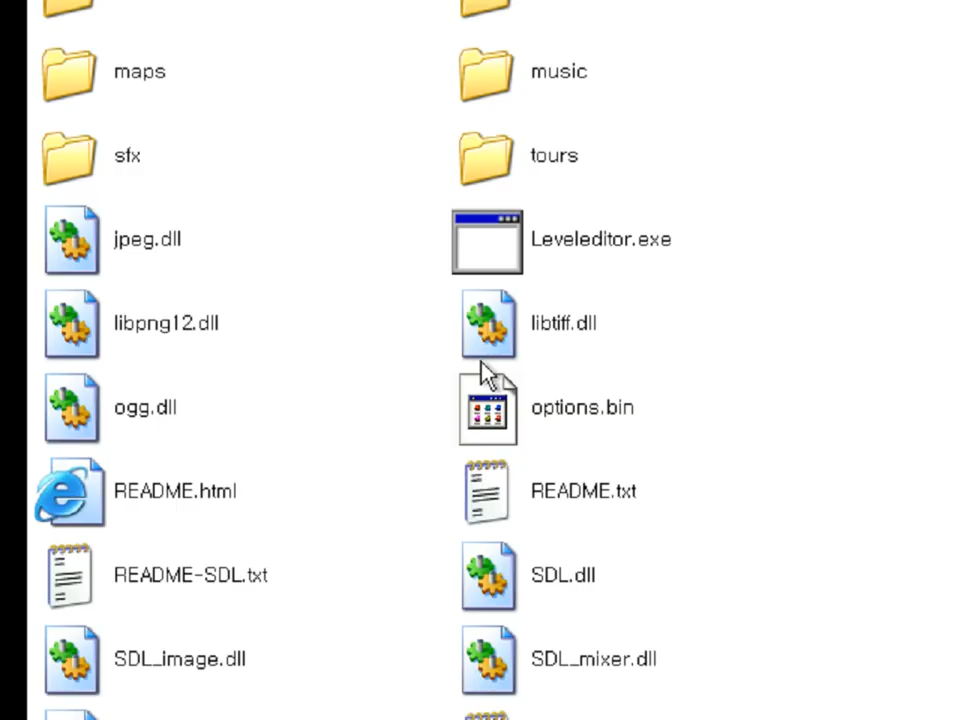 maps
music
sfx
tours
jpeg.dll
Leveleditor.exe
libpng12.dll
libtiff.dll
ogg.dll
options.bin
README.html
README.txt
README-SDL.txt
SDL.dll
SDL_image.dll
SDL_mixer.dll